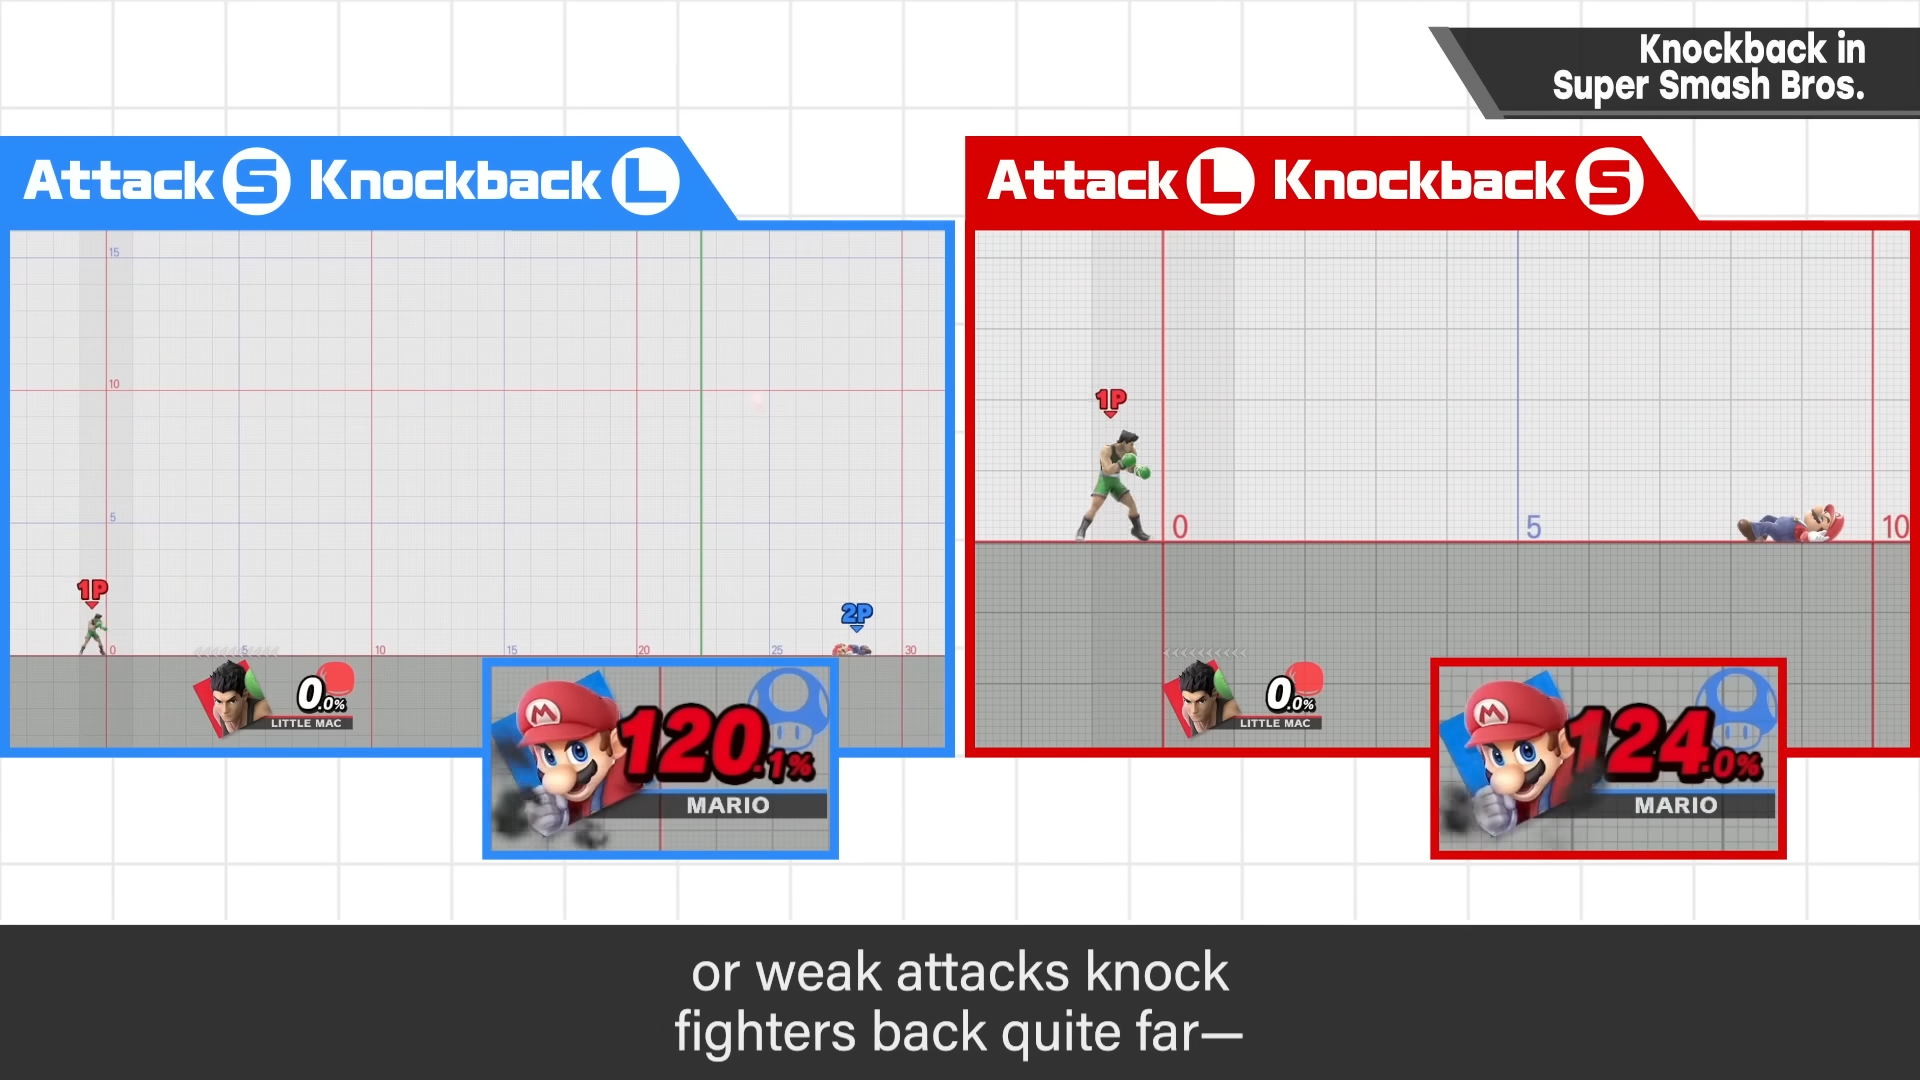 Knockback in
Super Smash Bros.
Attack S Knockback L
15
10
5
1P
2P
0 5 10 15 20 25 30
0.0%
LITTLE MAC
M
120.1%
MARIO
Attack L Knockback S
1P
0 5 10
0.0%
LITTLE MAC
M
124.0%
MARIO
or weak attacks knock
fighters back quite far—